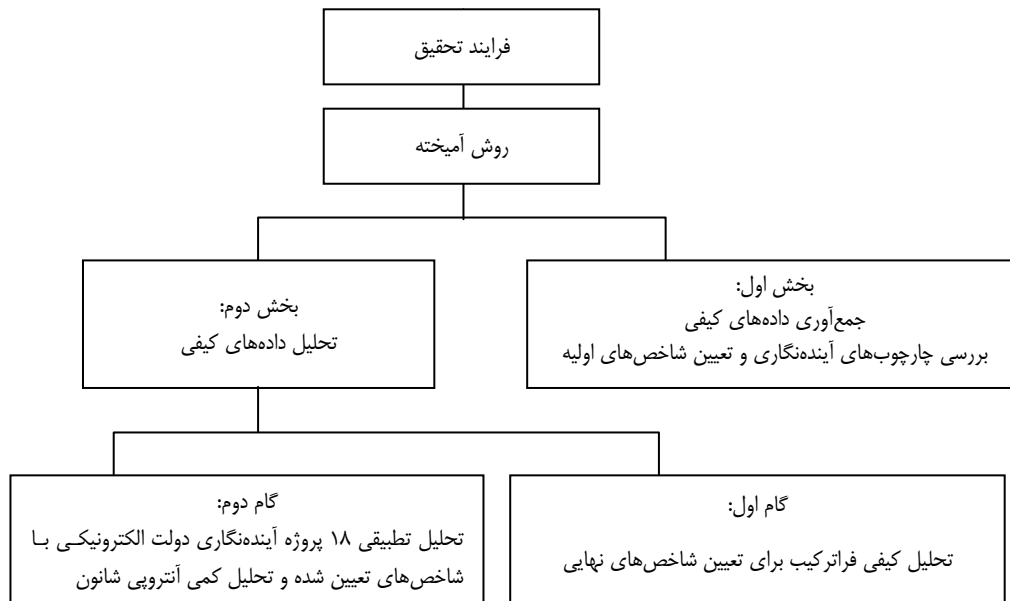 فرایند تحقیق
روش آمیخته
بخش اول:
جمع‌آوری داده‌های کیفی
بررسی چارچوب‌های آینده‌نگاری و تعیین شاخص‌های اولیه
بخش دوم:
تحلیل داده‌های کیفی
گام اول:
تحلیل کیفی فراترکیب برای تعیین شاخص‌های نهایی
گام دوم:
تحلیل تطبیقی ۱۸ پروژه آینده‌نگاری دولت الکترونیکی با
شاخص‌های تعیین شده و تحلیل کمی آنتروپی شانون